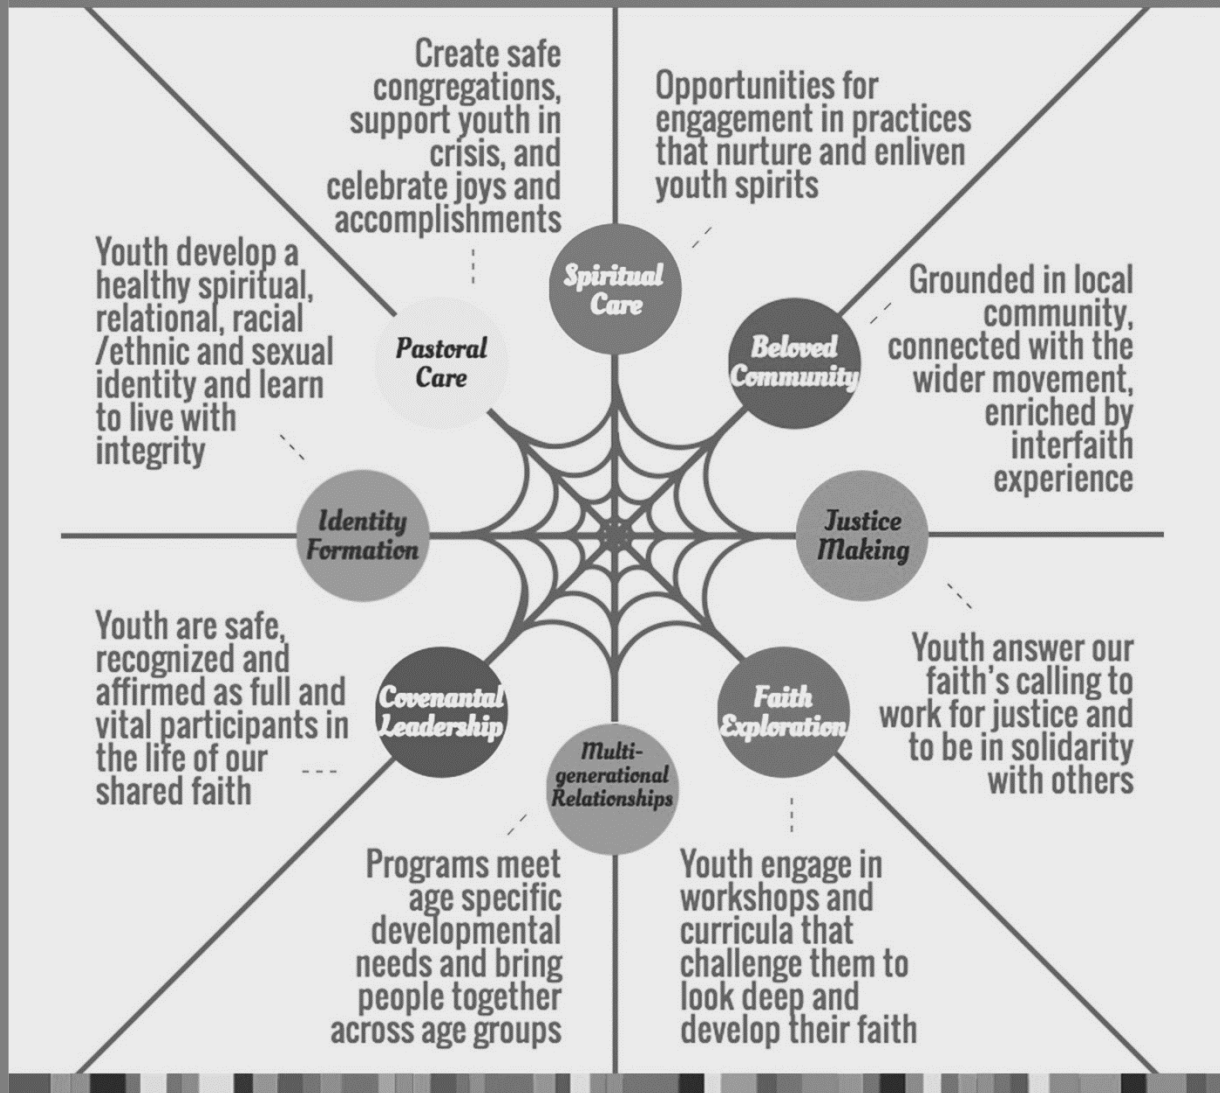 Create safe
congregations,
support youth in
crisis, and
celebrate joys and
accomplishments
Pastoral
Care
Opportunities for
engagement in practices
that nurture and enliven
youth spirits
Spiritual
Care
Grounded in local
community,
connected with the
wider movement,
enriched by
interfaith
experience
Beloved
Community
Youth answer our
faith's calling to
work for justice and
to be in solidarity
with others
Justice
Making
Youth engage in
workshops and
curricula that
challenge them to
look deep and
develop their faith
Faith
Exploration
Programs meet
age specific
developmental
needs and bring
people together
across age groups
Multi-
generational
Relationships
Youth are safe,
recognized and
affirmed as full and
vital participants in
the life of our
shared faith
Covenantal
Leadership
Youth develop a
healthy spiritual,
relational, racial
/ethnic and sexual
identity and learn
to live with
integrity
Identity
Formation